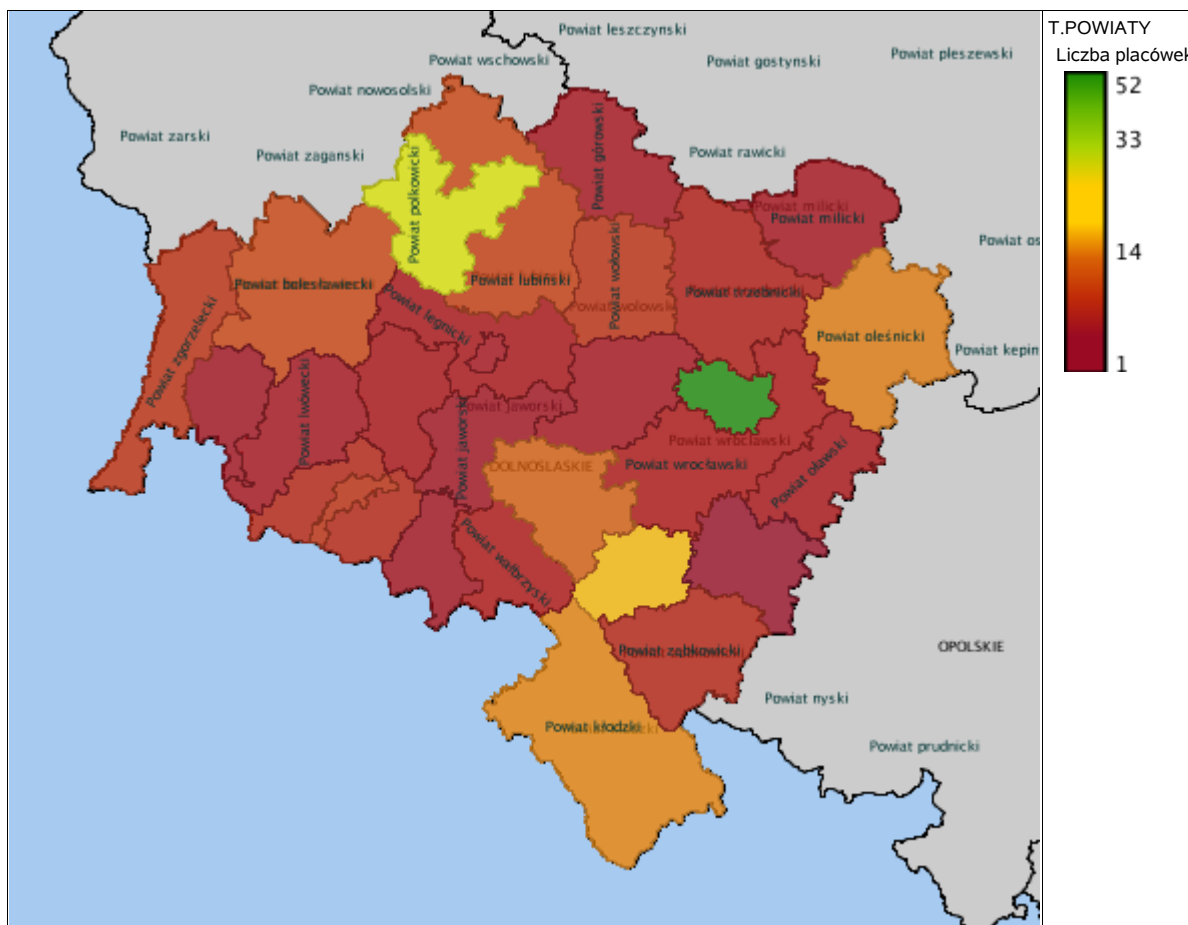 T.POWIATY
Liczba placówek
52
33
14
1
Powiat leszczynski
Powiat wschowski
Powiat gostynski
Powiat pleszewski
Powiat nowosolski
Powiat zarski
Powiat zaganski
Powiat górowski
Powiat rawicki
Powiat polkowicki
Powiat milicki
Powiat milicki
Powiat os
Powiat bolesławiecki
Powiat lubiński
Powiat wołowski
Powiat wolowski
Powiat trzebnicki
Powiat legnicki
Powiat zgorzelecki
Powiat oleśnicki
Powiat kepin
Powiat lwówecki
Powiat jaworski
Powiat jaworski
Powiat wrocławski
Powiat wrocławski
DOLNOSLASKIE
Powiat oławski
Powiat wałbrzyski
Powiat ząbkowicki
OPOLSKIE
Powiat nyski
Powiat kłodzki
Powiat prudnicki